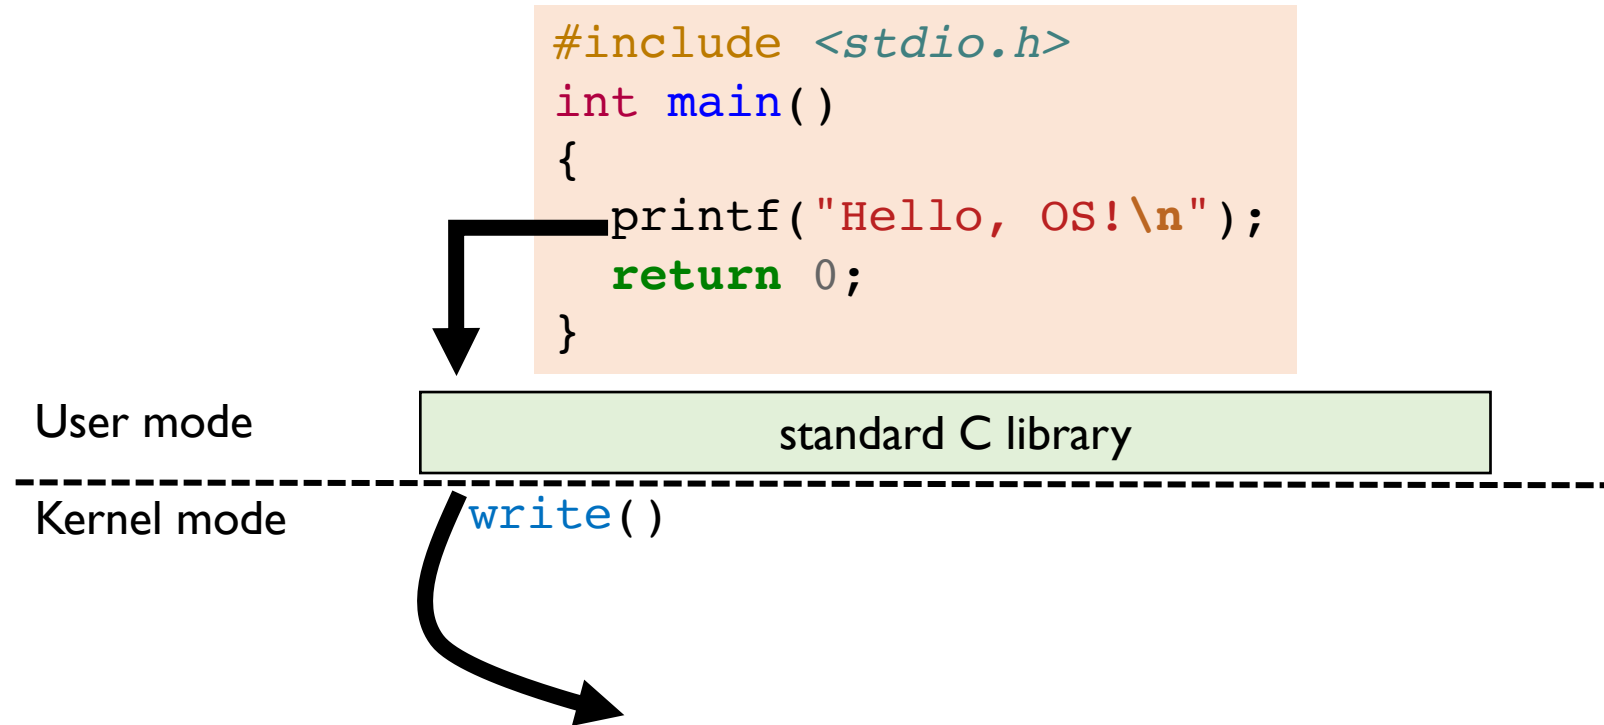 #include <stdio.h>
int main()
{
  printf("Hello, OS!\n");
  return 0;
}
User mode
standard C library
Kernel mode
write()